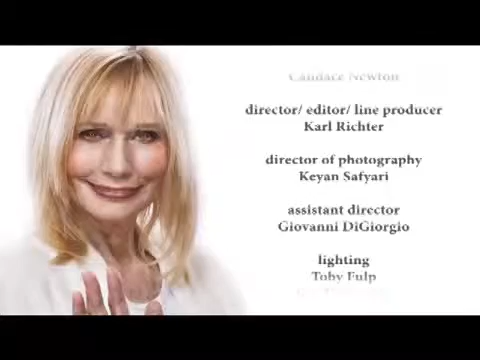 Candace Newton
director/ editor/ line producer
Karl Richter
director of photography
Keyan Safyari
assistant director
Giovanni DiGiorgio
lighting
Toby Fulp